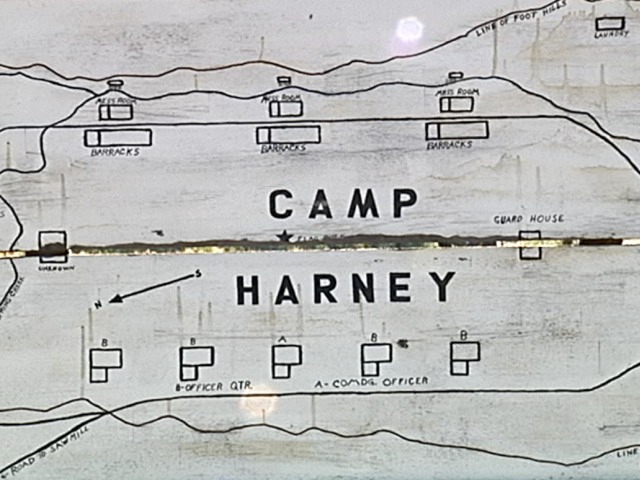 LINE OF FOOT HILLS
LAUNDRY
MESS ROOM
MESS ROOM
MESS ROOM
BARRACKS
BARRACKS
BARRACKS
CAMP
GUARD HOUSE
UNKNOWN
N
S
HARNEY
B
B
A
B
B
B-OFFICER QTR.
A-COMDG. OFFICER
ROAD TO SAWMILL
LINE